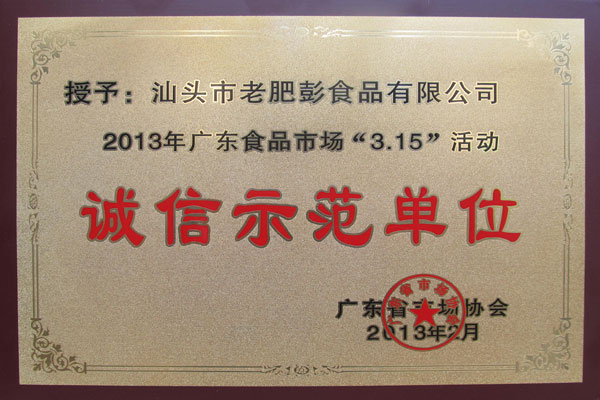 授予：汕头市老肥彭食品有限公司
2013年广东食品市场“3.15”活动
诚信示范单位
广东省市场协会
2013年2月